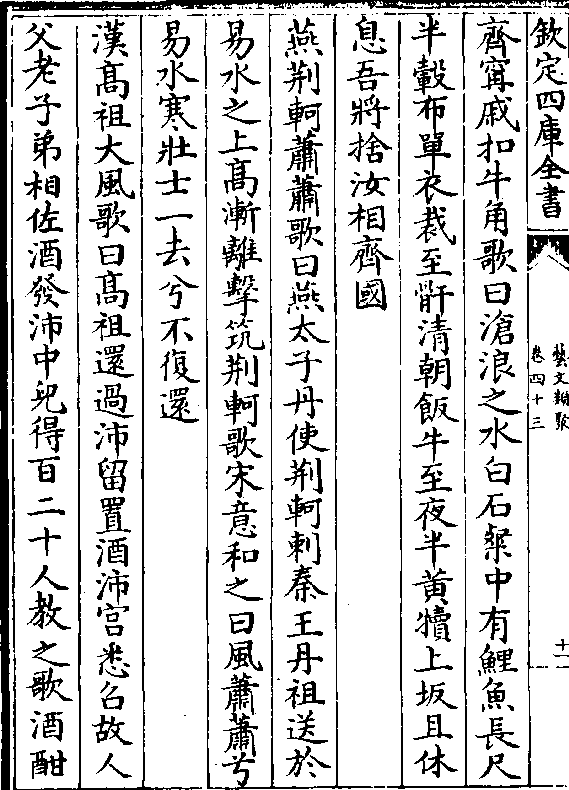 欽定四庫全書
藝文類聚
卷四十三
十一
齊甯戚扣牛角歌曰滄浪之水白石粲中有鯉魚長尺
半轂布單衣裁至骭清朝飯牛至夜半黄犢上坂且休
息吾將捨汝相齊國
燕荆軻蕭蕭歌曰燕太子丹使荆軻刺秦王丹祖送於
易水之上髙漸離擊筑荆軻歌宋意和之曰風蕭蕭兮
易水寒壯士一去兮不復還
漢髙祖大風歌曰髙祖還過沛留置酒沛宫悉召故人
父老子弟相佐酒發沛中兒得百二十人教之歌酒酣